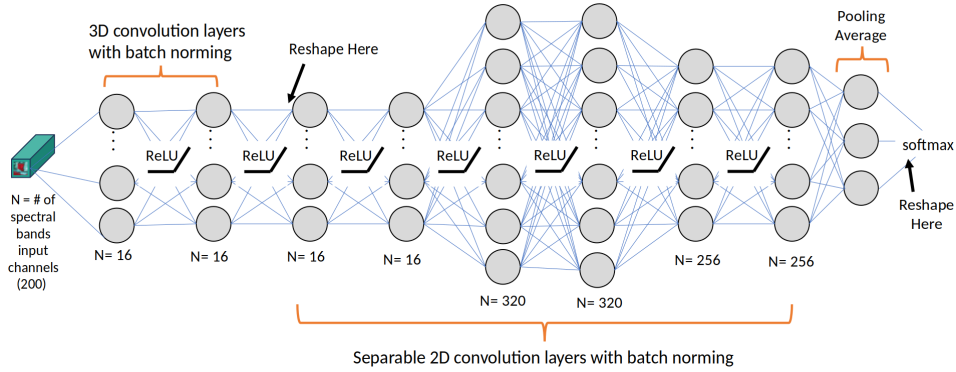 3D convolution layers
with batch norming
Reshape Here
Pooling
Average
ReLU
ReLU
ReLU
ReLU
ReLU
ReLU
ReLU
softmax
N = # of
spectral
bands
input
channels
(200)
Reshape
Here
N= 16
N= 16
N= 16
N= 16
N= 320
N= 320
N= 256
N= 256
Separable 2D convolution layers with batch norming